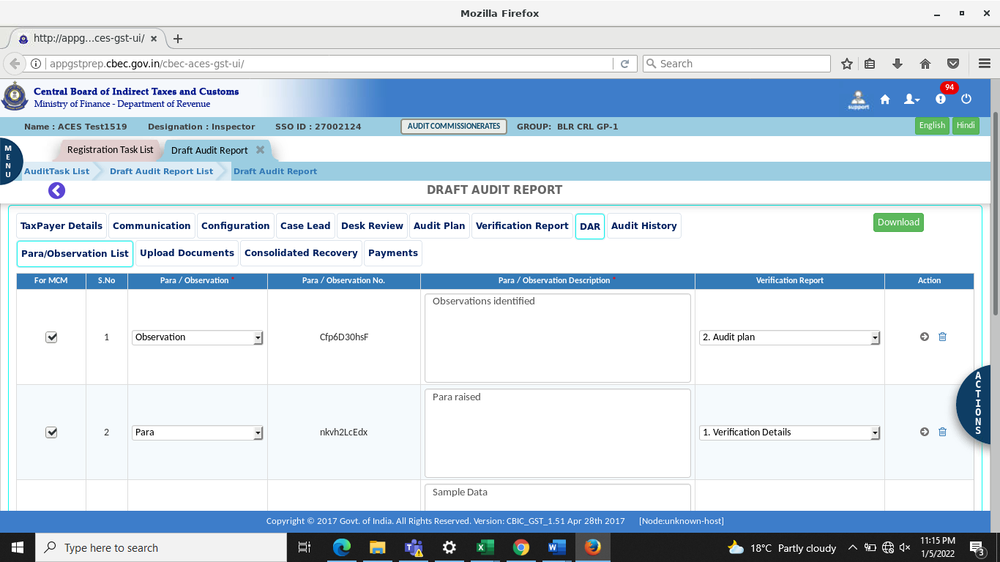 Mozilla Firefox
http://appg...ces-gst-ui/
appgstprep.cbec.gov.in/cbec-aces-gst-ui/
Search
Central Board of Indirect Taxes and Customs
Ministry of Finance - Department of Revenue
support
94
Name : ACES Test1519 Designation : Inspector SSO ID : 27002124 AUDIT COMMISSIONERATES GROUP: BLR CRL GP-1 English Hindi
MENU
Registration Task List Draft Audit Report
AuditTask List Draft Audit Report List Draft Audit Report
DRAFT AUDIT REPORT
TaxPayer Details Communication Configuration Case Lead Desk Review Audit Plan Verification Report DAR Audit History Download
Para/Observation List Upload Documents Consolidated Recovery Payments
For MCM S.No Para / Observation * Para / Observation No. Para / Observation Description * Verification Report Action
Observations identified
1 Observation Cfp6D30hsF 2. Audit plan
ACTIONS
Para raised
2 Para nkvh2LcEdx 1. Verification Details
Sample Data
Copyright © 2017 Govt. of India. All Rights Reserved. Version: CBIC_GST_1.51 Apr 28th 2017 [Node:unknown-host]
Type here to search
18°C Partly cloudy
11:15 PM
1/5/2022
3